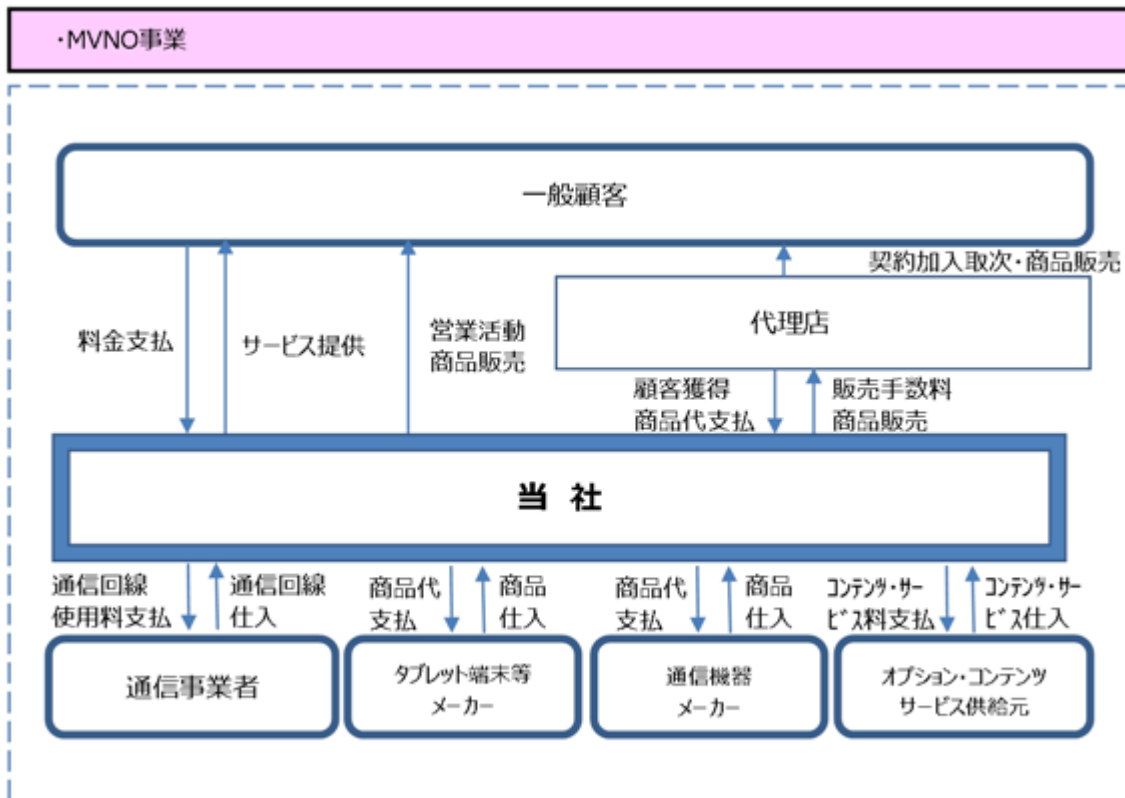 ・MVNO事業
一般顧客
契約加入取次・商品販売
代理店
料金支払
サービス提供
営業活動
商品販売
顧客獲得
商品代支払
販売手数料
商品販売
当 社
通信回線
使用料支払
通信回線
仕入
商品代
支払
商品
仕入
商品代
支払
商品
仕入
ｺﾝﾃﾝﾂ・ｻｰ
ﾋﾞｽ料支払
ｺﾝﾃﾝﾂ・ｻｰ
ﾋﾞｽ仕入
通信事業者
タブレット端末等
メーカー
通信機器
メーカー
オプション・コンテンツ
サービス供給元